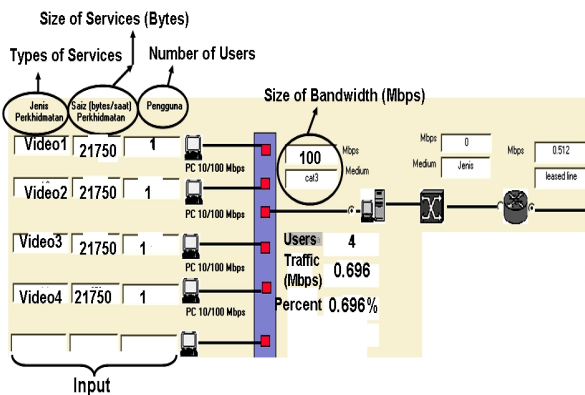 Size of Services (Bytes)
Types of Services
Number of Users
Jenis
Perkhidmatan
Saiz (bytes/saat)
Perkhidmatan
Pengguna
Size of Bandwidth (Mbps)
Video1 21750 1
PC 10/100 Mbps
100 Mbps
cat3 Medium
Mbps 0
Medium Jenis
Mbps 0.512
leased line
Video2 21750 1
PC 10/100 Mbps
Video3 21750 1
PC 10/100 Mbps
Users 4
Traffic
(Mbps) 0.696
Percent 0.696%
Video4 21750 1
PC 10/100 Mbps
Input